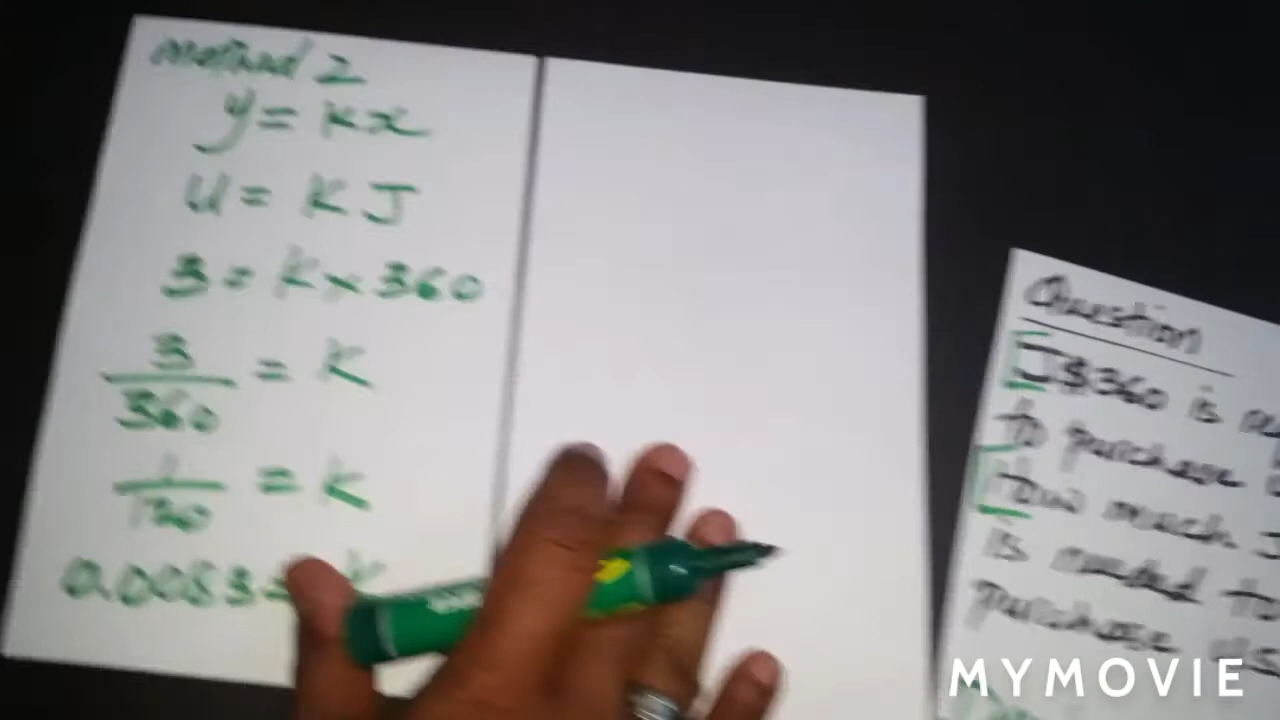 method 2
y = kx
U = KJ
3 = K × 360
3
360
= K
1
120
= K
0.0083 = k
Question
J$360 is
to purchase
How much J
is needed to
purchase US
MYMOVIE